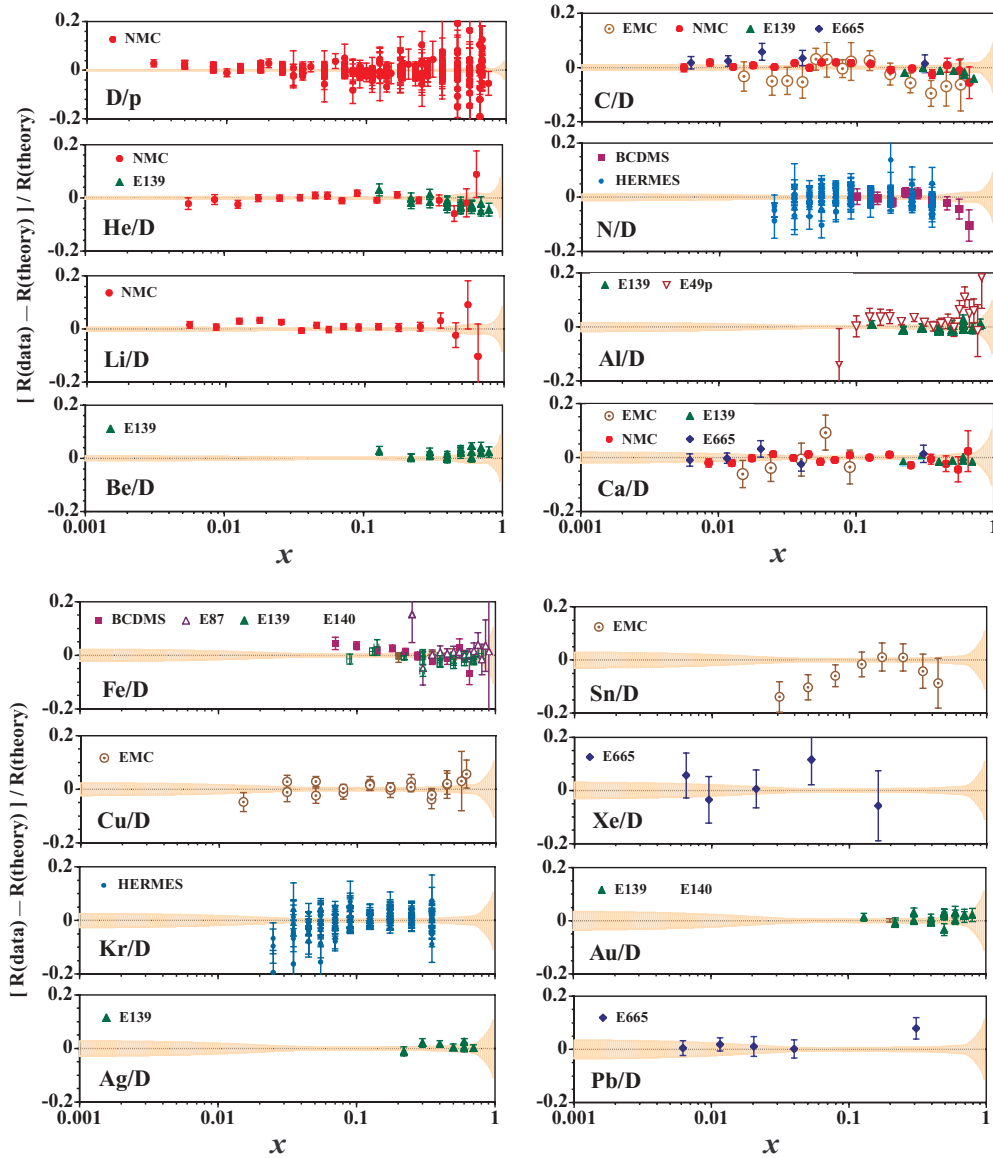 [ R(data) — R(theory) ] / R(theory)
0.2
0
-0.2
NMC
D/p
0.2
0
-0.2
NMC
E139
He/D
0.2
0
-0.2
NMC
Li/D
0.2
0
-0.2
E139
Be/D
0.001 0.01 0.1 1
x
0.2
0
-0.2
EMC NMC E139 E665
C/D
0.2
0
-0.2
BCDMS
HERMES
N/D
0.2
0
-0.2
E139 E49p
Al/D
0.2
0
-0.2
EMC E139
NMC E665
Ca/D
0.001 0.01 0.1 1
x
[ R(data) — R(theory) ] / R(theory)
0.2
0
-0.2
BCDMS E87 E139 E140
Fe/D
0.2
0
-0.2
EMC
Cu/D
0.2
0
-0.2
HERMES
Kr/D
0.2
0
-0.2
E139
Ag/D
0.001 0.01 0.1 1
x
0.2
0
-0.2
EMC
Sn/D
0.2
0
-0.2
E665
Xe/D
0.2
0
-0.2
E139 E140
Au/D
0.2
0
-0.2
E665
Pb/D
0.001 0.01 0.1 1
x